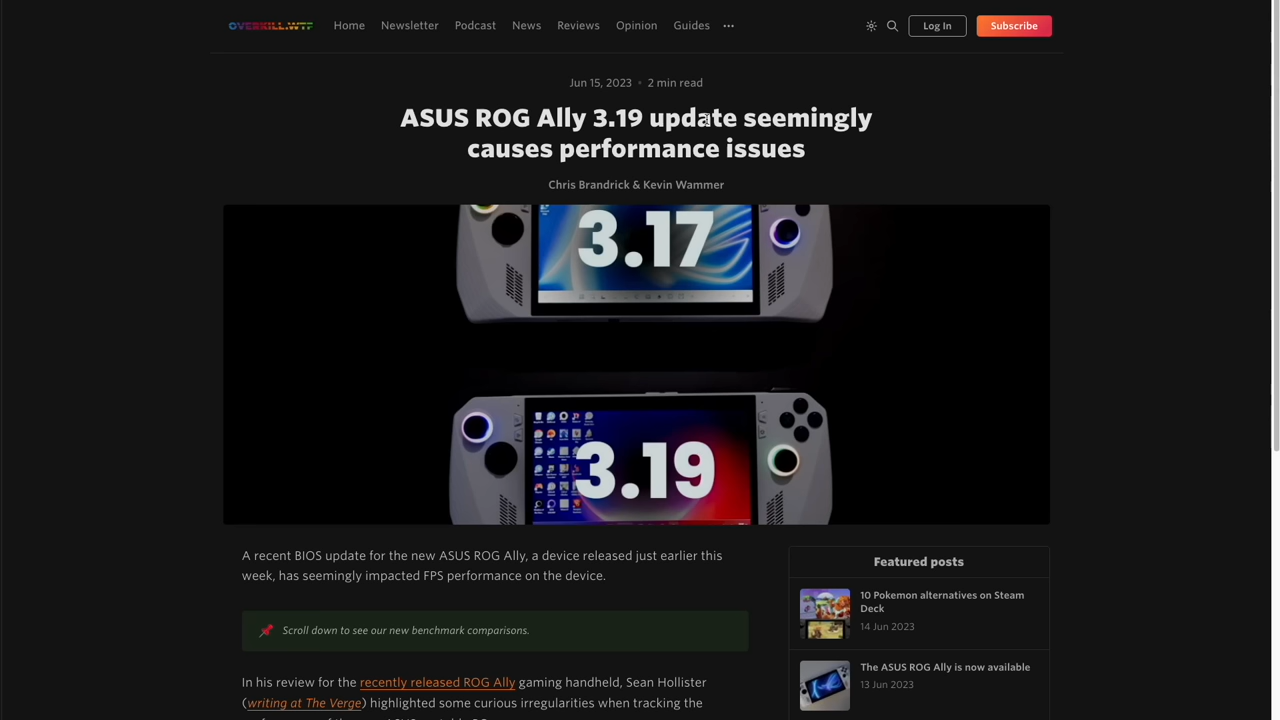 OVERKILL.WTF Home Newsletter Podcast News Reviews Opinion Guides ••• Log In Subscribe
Jun 15, 2023 • 2 min read
ASUS ROG Ally 3.19 update seemingly
causes performance issues
Chris Brandrick & Kevin Wammer
3.17
3.19
A recent BIOS update for the new ASUS ROG Ally, a device released just earlier this
week, has seemingly impacted FPS performance on the device.
Scroll down to see our new benchmark comparisons.
In his review for the recently released ROG Ally gaming handheld, Sean Hollister
(writing at The Verge) highlighted some curious irregularities when tracking the
Featured posts
10 Pokemon alternatives on Steam
Deck
14 Jun 2023
The ASUS ROG Ally is now available
13 Jun 2023